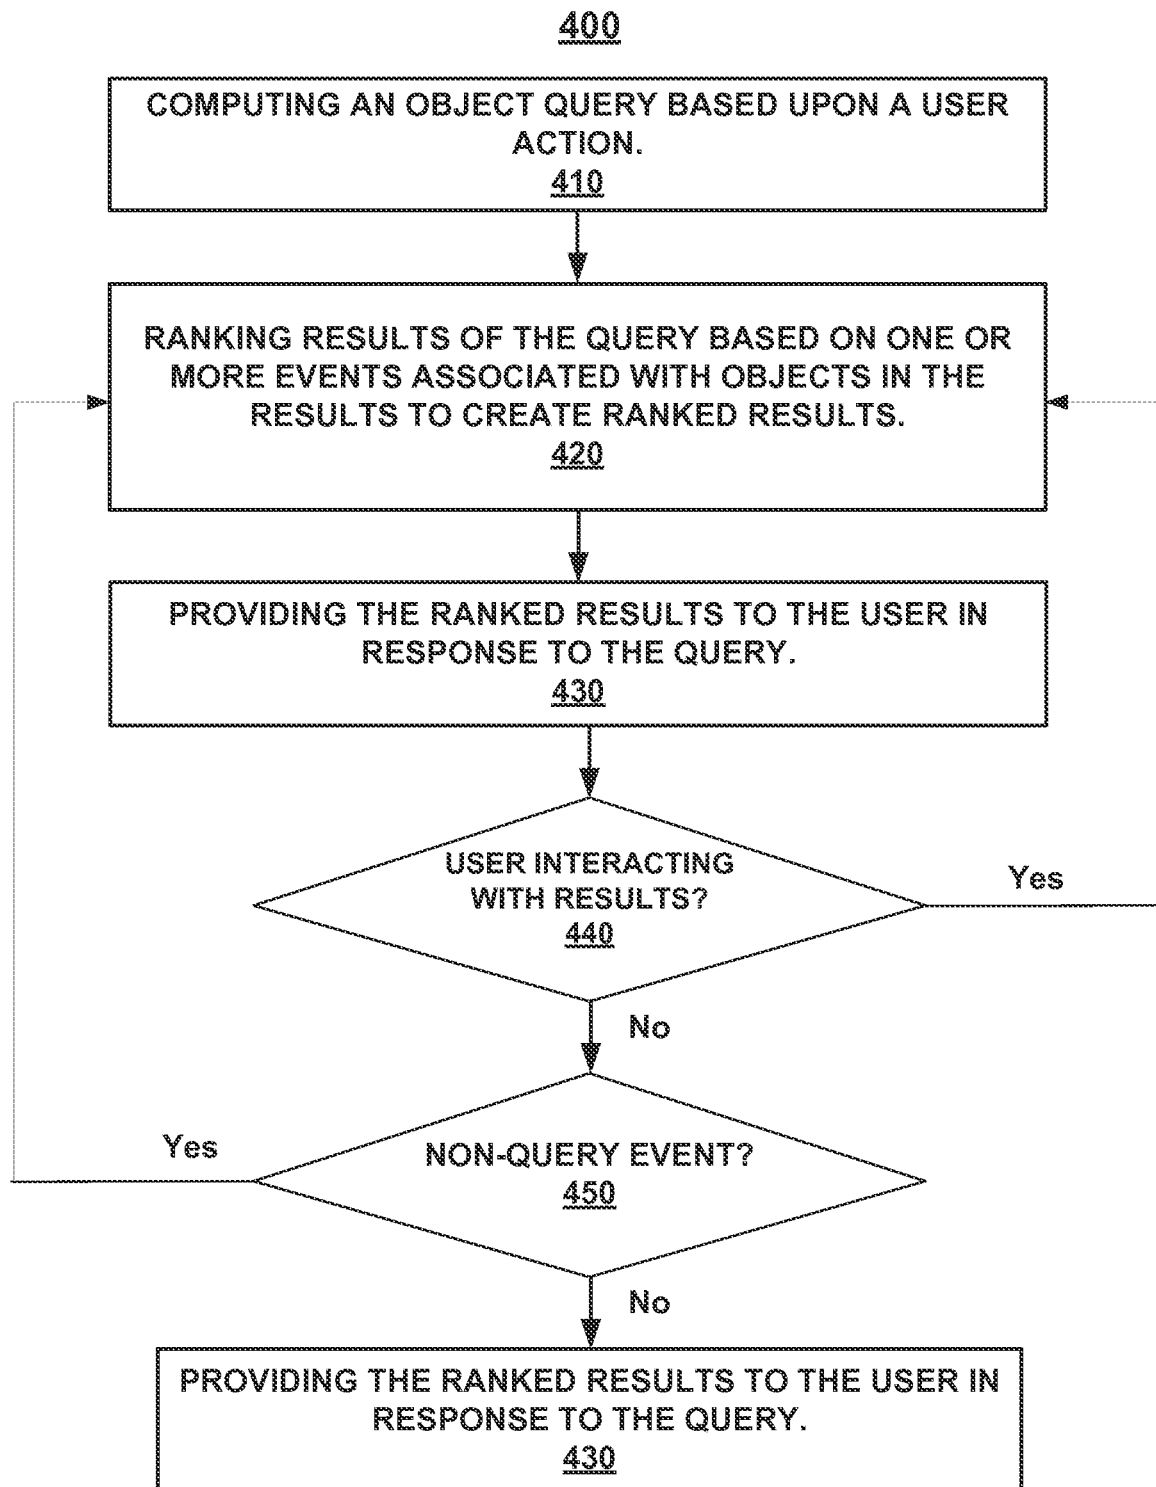 400
COMPUTING AN OBJECT QUERY BASED UPON A USER
ACTION.
410
RANKING RESULTS OF THE QUERY BASED ON ONE OR
MORE EVENTS ASSOCIATED WITH OBJECTS IN THE
RESULTS TO CREATE RANKED RESULTS.
420
PROVIDING THE RANKED RESULTS TO THE USER IN
RESPONSE TO THE QUERY.
430
USER INTERACTING
WITH RESULTS?
440
Yes
No
NON-QUERY EVENT?
450
Yes
No
PROVIDING THE RANKED RESULTS TO THE USER IN
RESPONSE TO THE QUERY.
430